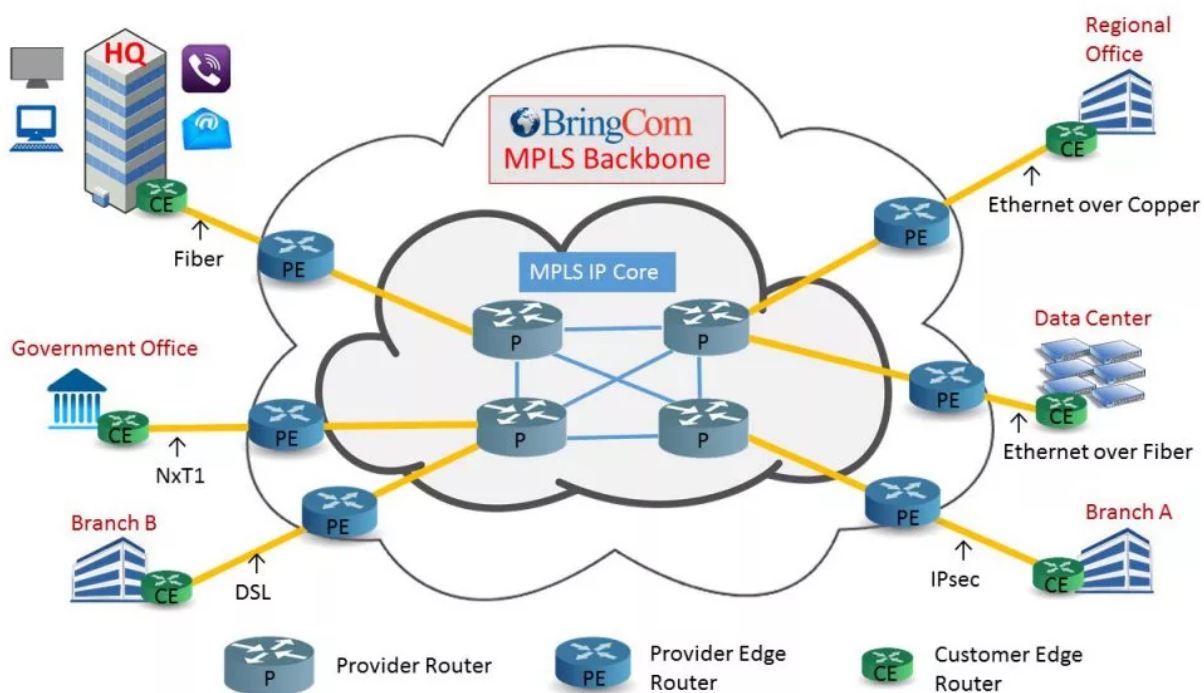 HQ
@
CE
Fiber
PE
BringCom
MPLS Backbone
Regional
Office
CE
Ethernet over Copper
PE
MPLS IP Core
P
P
P
P
Government Office
CE
NxT1
PE
Data Center
PE
CE
Ethernet over Fiber
Branch B
CE
DSL
PE
Branch A
PE
IPsec
CE
P
Provider Router
PE
Provider Edge
Router
CE
Customer Edge
Router